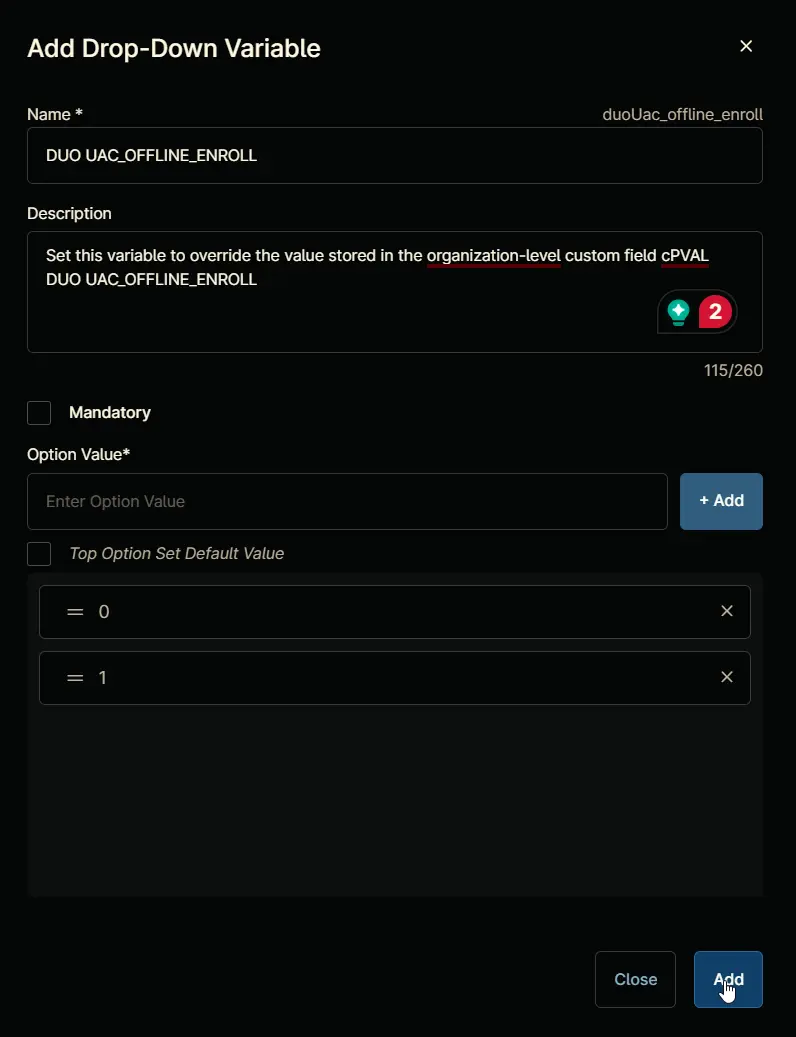 Add Drop-Down Variable
Name *
duoUac_offline_enroll
DUO UAC_OFFLINE_ENROLL
Description
Set this variable to override the value stored in the organization-level custom field cPVAL
DUO UAC_OFFLINE_ENROLL
2
115/260
Mandatory
Option Value*
Enter Option Value
+ Add
Top Option Set Default Value
0
1
Close
Add